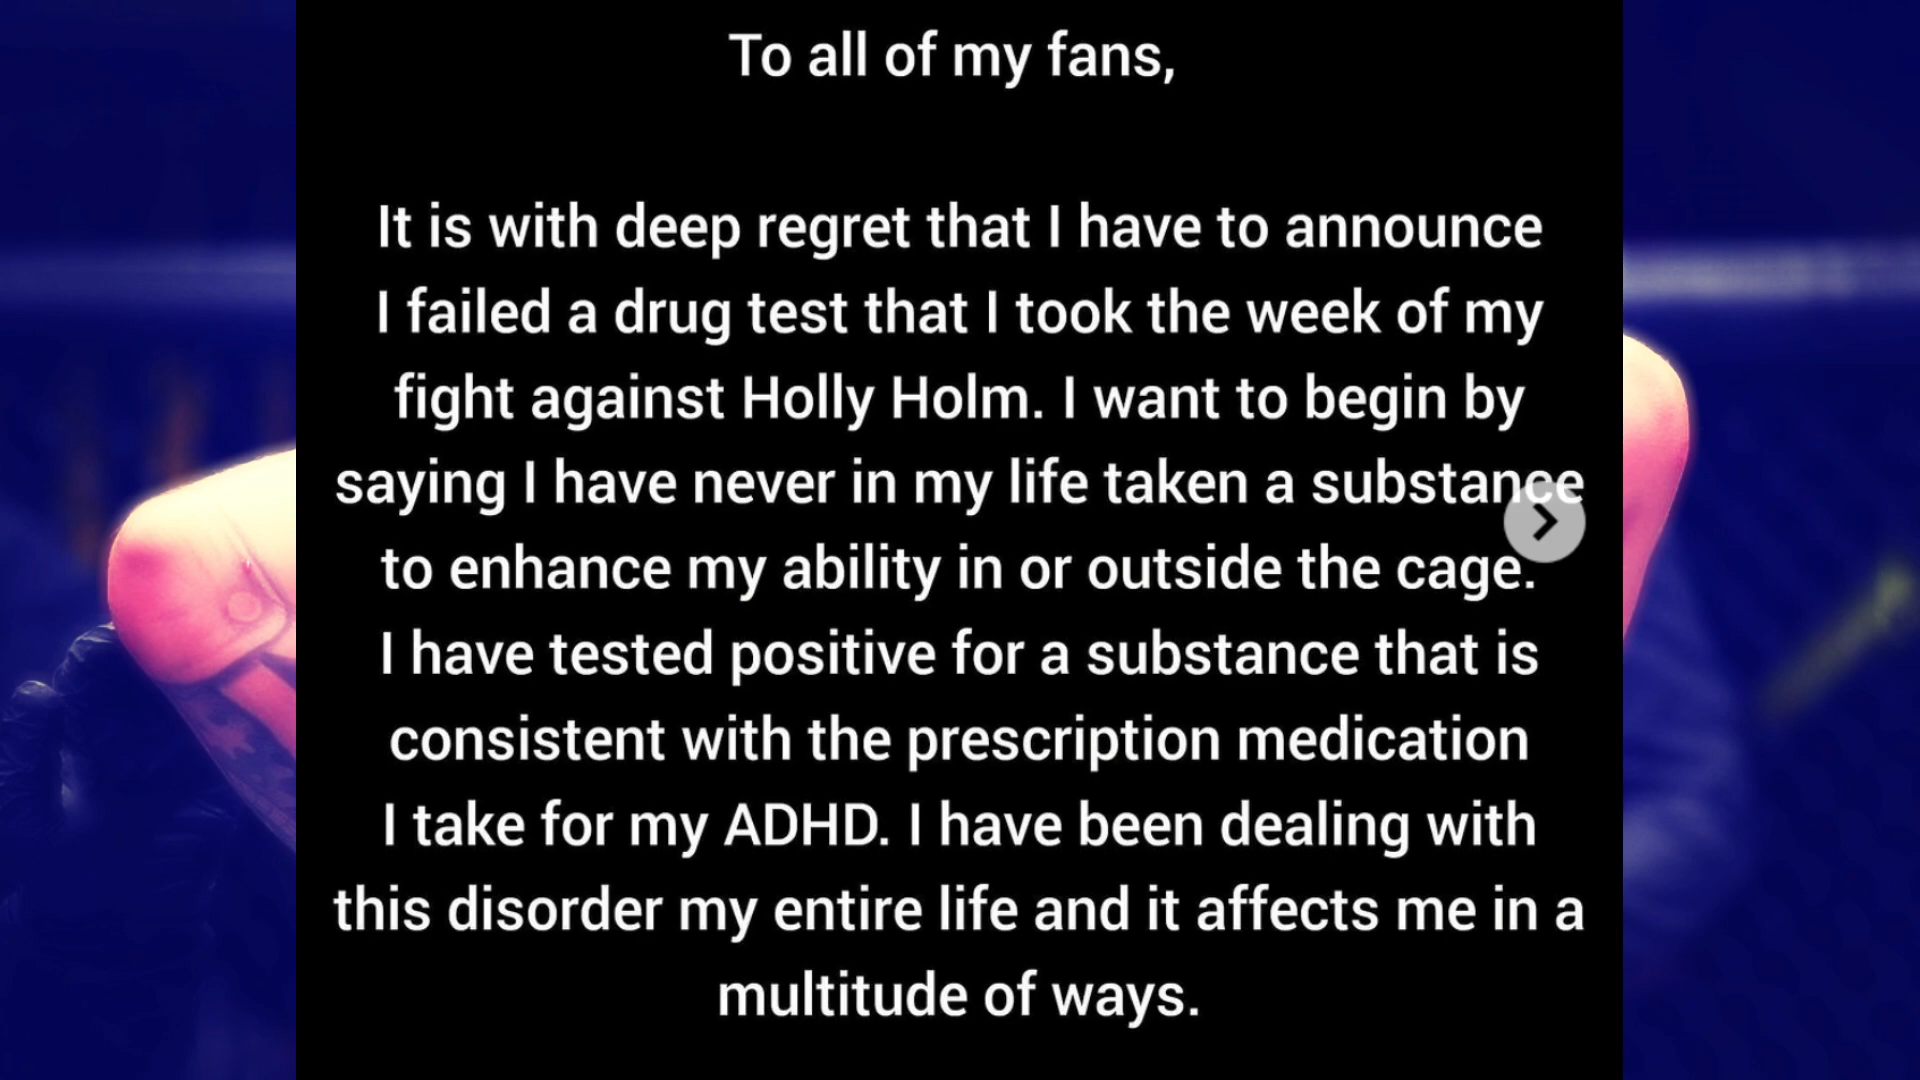 To all of my fans,
It is with deep regret that I have to announce
I failed a drug test that I took the week of my
fight against Holly Holm. I want to begin by
saying I have never in my life taken a substance
to enhance my ability in or outside the cage.
I have tested positive for a substance that is
consistent with the prescription medication
I take for my ADHD. I have been dealing with
this disorder my entire life and it affects me in a
multitude of ways.